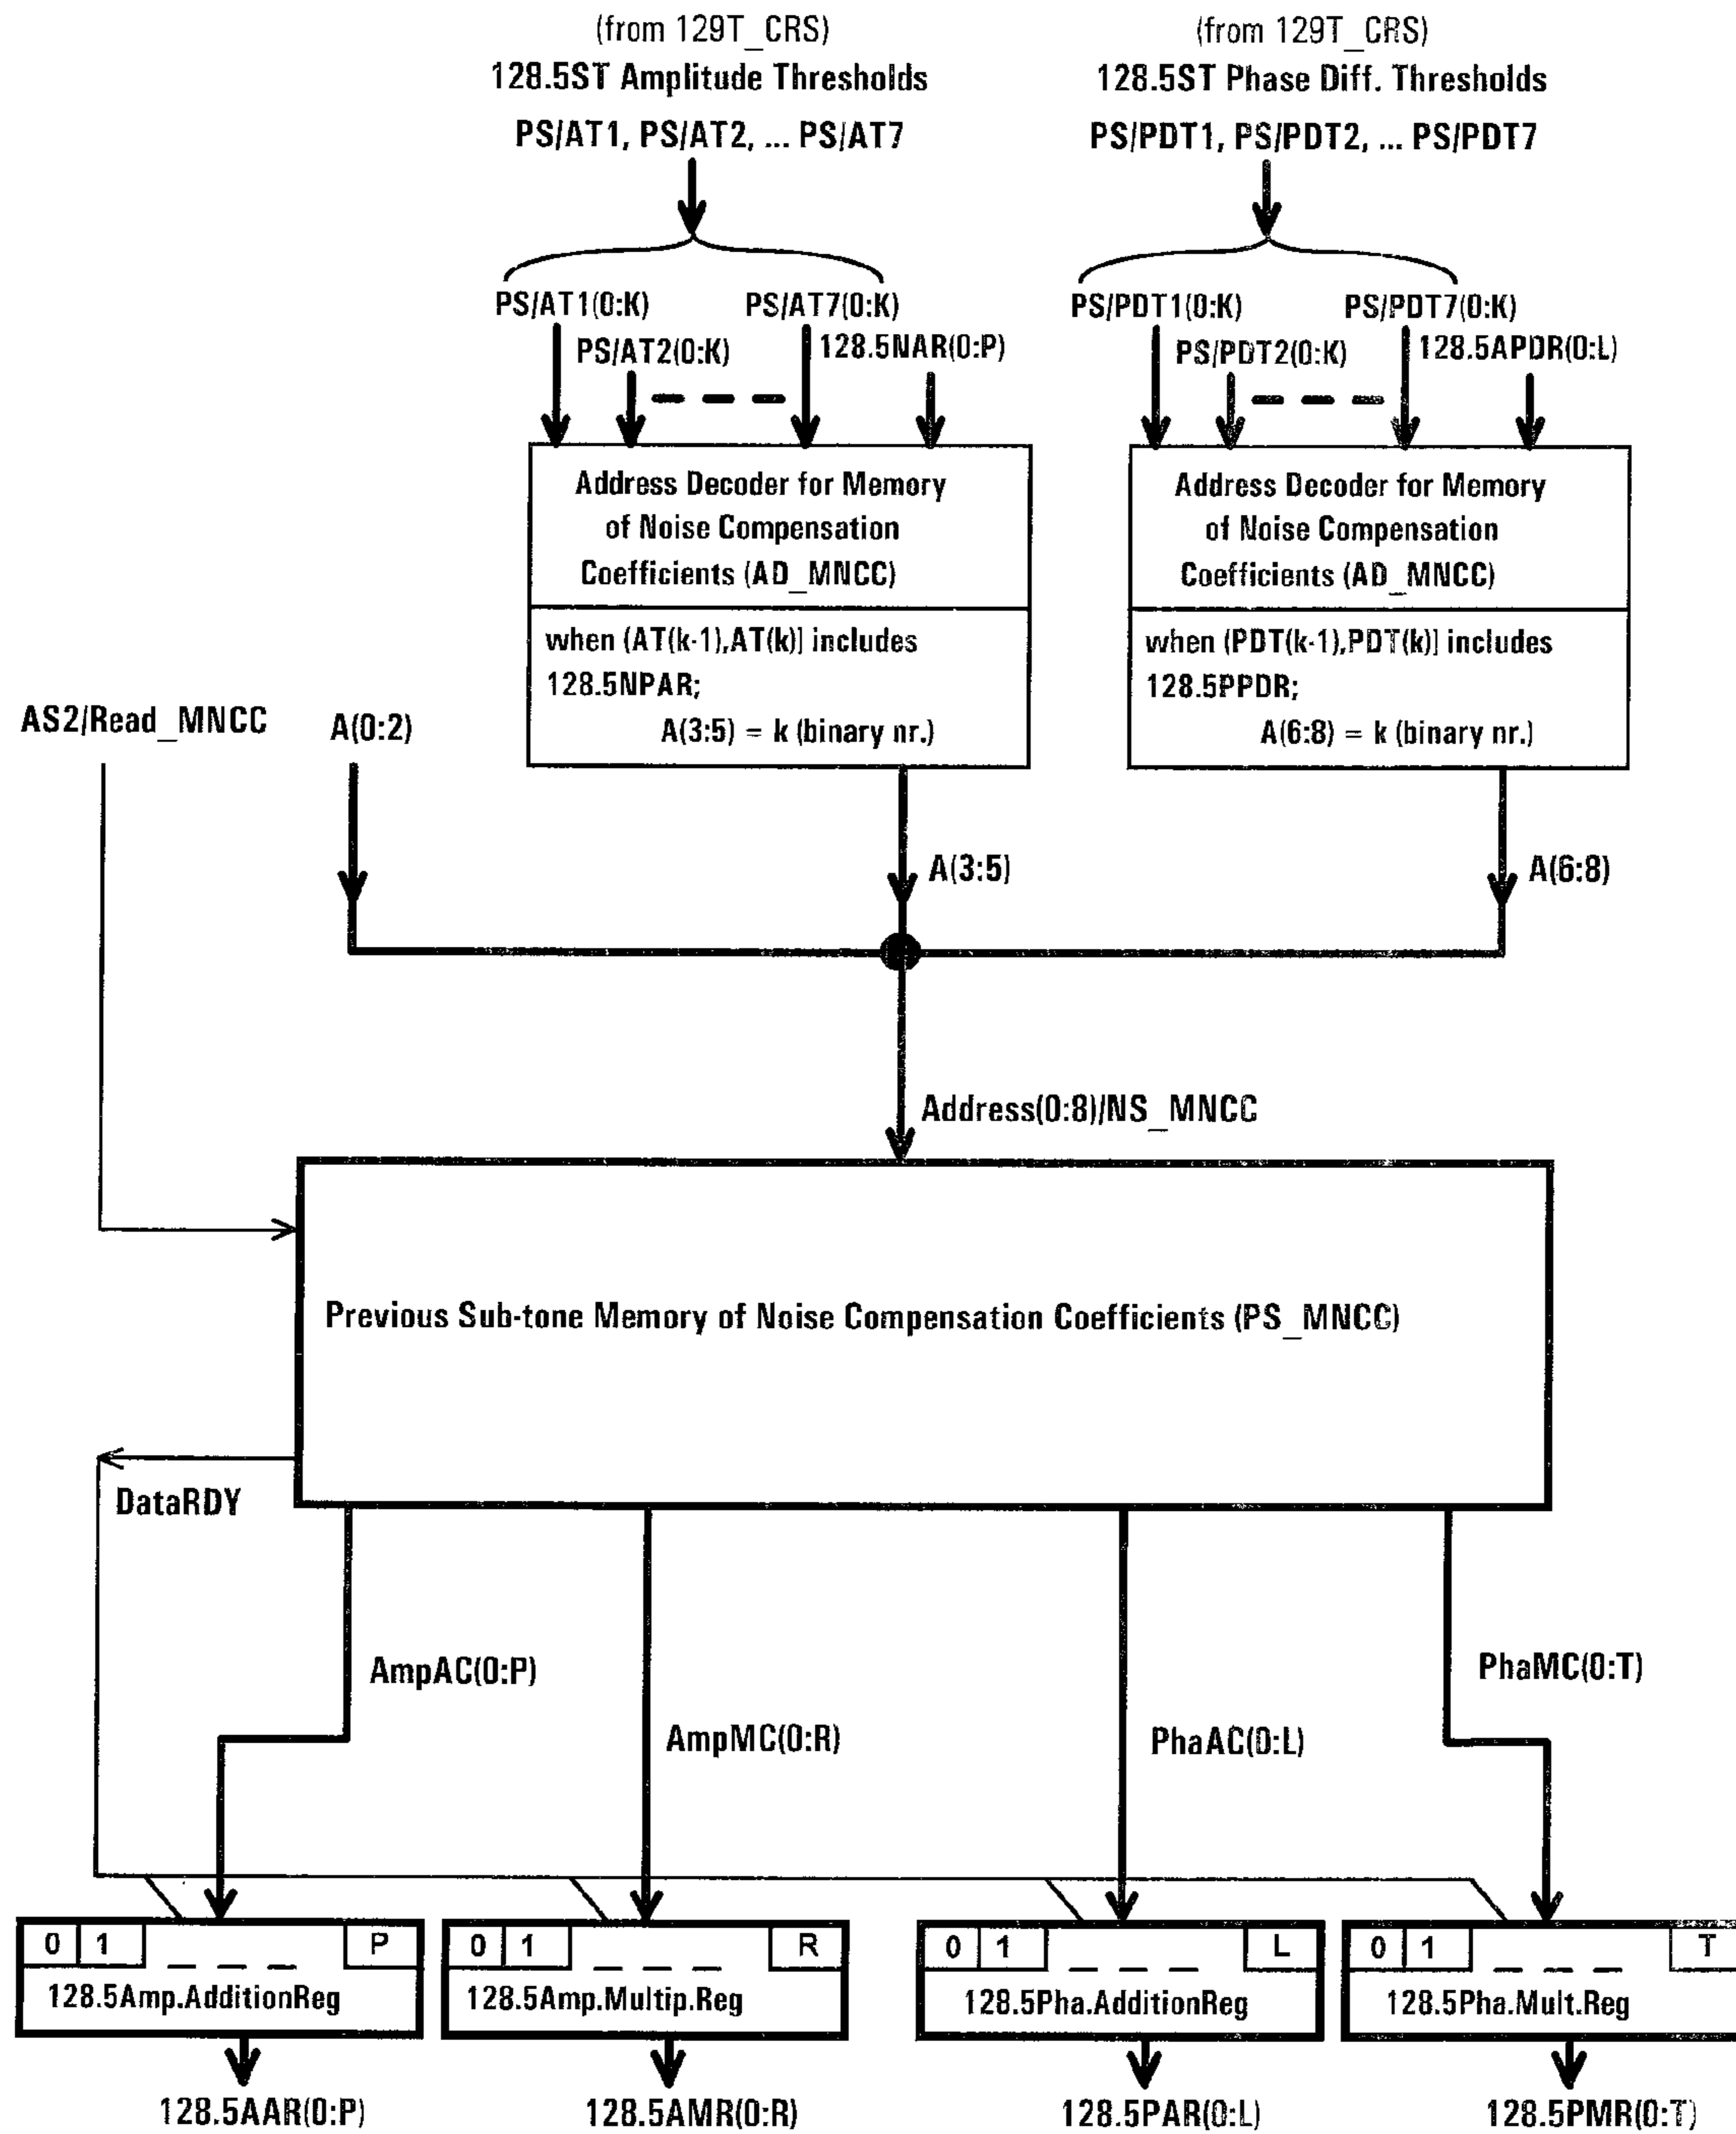 (from 129T_CRS)
128.5ST Amplitude Thresholds
PS/AT1, PS/AT2, ... PS/AT7
(from 129T_CRS)
128.5ST Phase Diff. Thresholds
PS/PDT1, PS/PDT2, ... PS/PDT7
PS/AT1(0:K)
PS/AT7(0:K)
PS/AT2(0:K)
128.5NAR(0:P)
PS/PDT1(0:K)
PS/PDT7(0:K)
PS/PDT2(0:K)
128.5APDR(0:L)
Address Decoder for Memory
of Noise Compensation
Coefficients (AD_MNCC)
when (AT(k-1),AT(k)] includes
128.5NPAR;
A(3:5) = k (binary nr.)
Address Decoder for Memory
of Noise Compensation
Coefficients (AD_MNCC)
when (PDT(k-1),PDT(k)] includes
128.5PPDR;
A(6:8) = k (binary nr.)
AS2/Read_MNCC
A(0:2)
A(3:5)
A(6:8)
Address(0:8)/NS_MNCC
Previous Sub-tone Memory of Noise Compensation Coefficients (PS_MNCC)
DataRDY
AmpAC(0:P)
AmpMC(0:R)
PhaAC(0:L)
PhaMC(0:T)
0 1 P
128.5Amp.AdditionReg
0 1 R
128.5Amp.Multip.Reg
0 1 L
128.5Pha.AdditionReg
0 1 T
128.5Pha.Mult.Reg
128.5AAR(0:P)
128.5AMR(0:R)
128.5PAR(0:L)
128.5PMR(0:T)